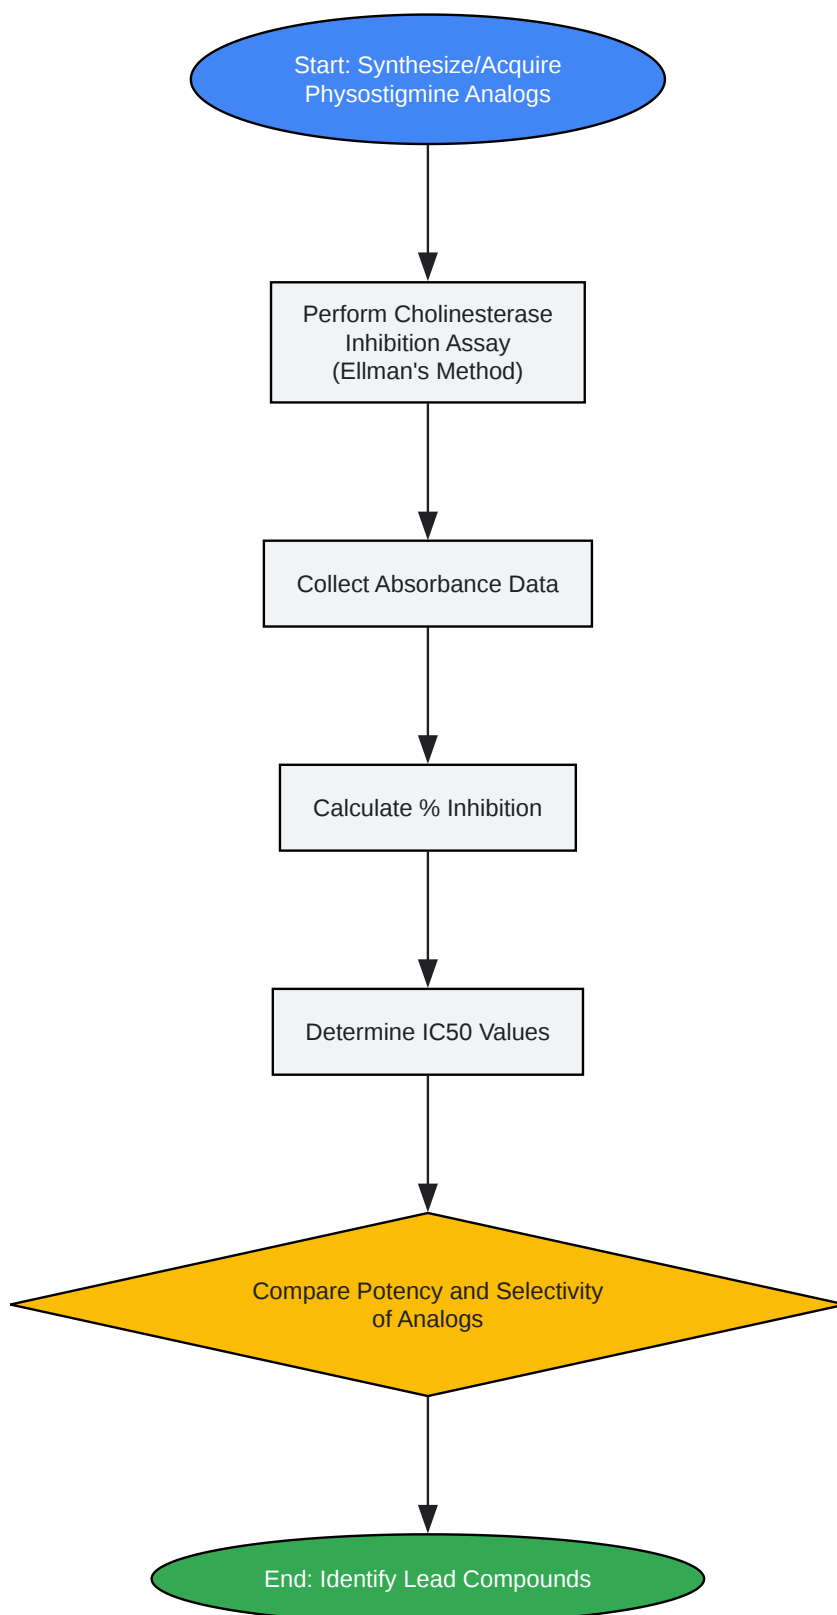 Start: Synthesize/Acquire
Physostigmine Analogs
Perform Cholinesterase
Inhibition Assay
(Ellman's Method)
Collect Absorbance Data
Calculate % Inhibition
Determine IC50 Values
Compare Potency and Selectivity
of Analogs
End: Identify Lead Compounds